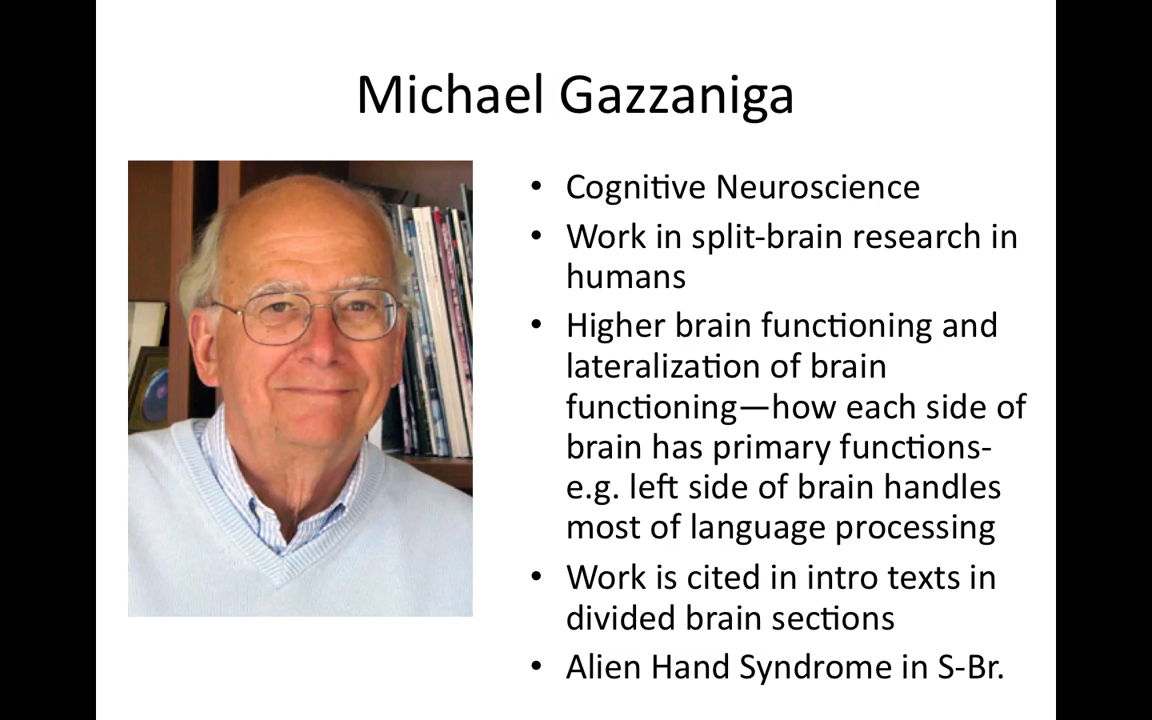 Michael Gazzaniga
• Cognitive Neuroscience
• Work in split-brain research in
humans
• Higher brain functioning and
lateralization of brain
functioning—how each side of
brain has primary functions-
e.g. left side of brain handles
most of language processing
• Work is cited in intro texts in
divided brain sections
• Alien Hand Syndrome in S-Br.